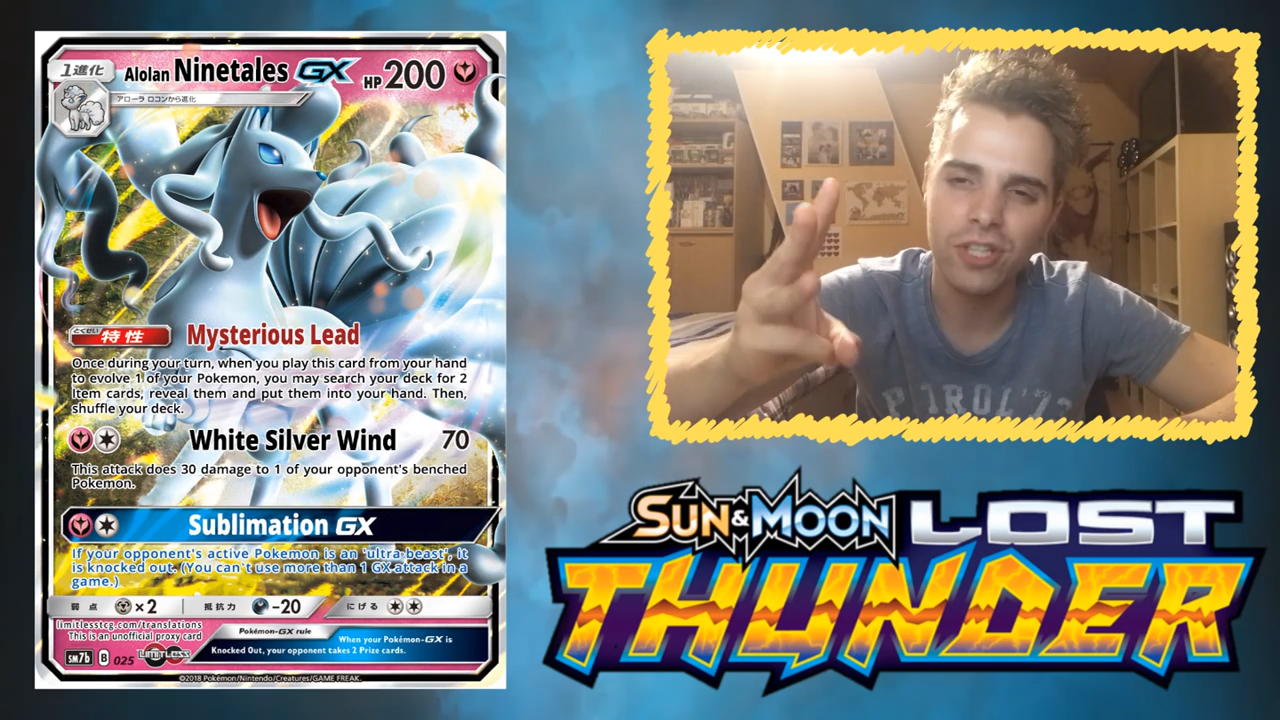 1進化 Alolan Ninetales GX HP 200
アローラ ロコンから進化
とくせい
特性 Mysterious Lead
Once during your turn, when you play this card from your hand
to evolve 1 of your Pokemon, you may search your deck for 2
item cards, reveal them and put them into your hand. Then,
shuffle your deck.
White Silver Wind 70
This attack does 30 damage to 1 of your opponent's benched
Pokemon.
Sublimation GX
If your opponent's active Pokemon is an 'ultra-beast', it
is knocked out. (You can't use more than 1 GX attack in a
game.)
弱点 ×2 抵抗力 -20 にげる
limitlesstcg.com/translations
This is an unofficial proxy card
Pokémon-GX rule
When your Pokémon-GX is
Knocked Out, your opponent takes 2 Prize cards.
sm7b B 025 LIMITLESS
©2018 Pokémon/Nintendo/Creatures/GAME FREAK.
SUN & MOON LOST
THUNDER